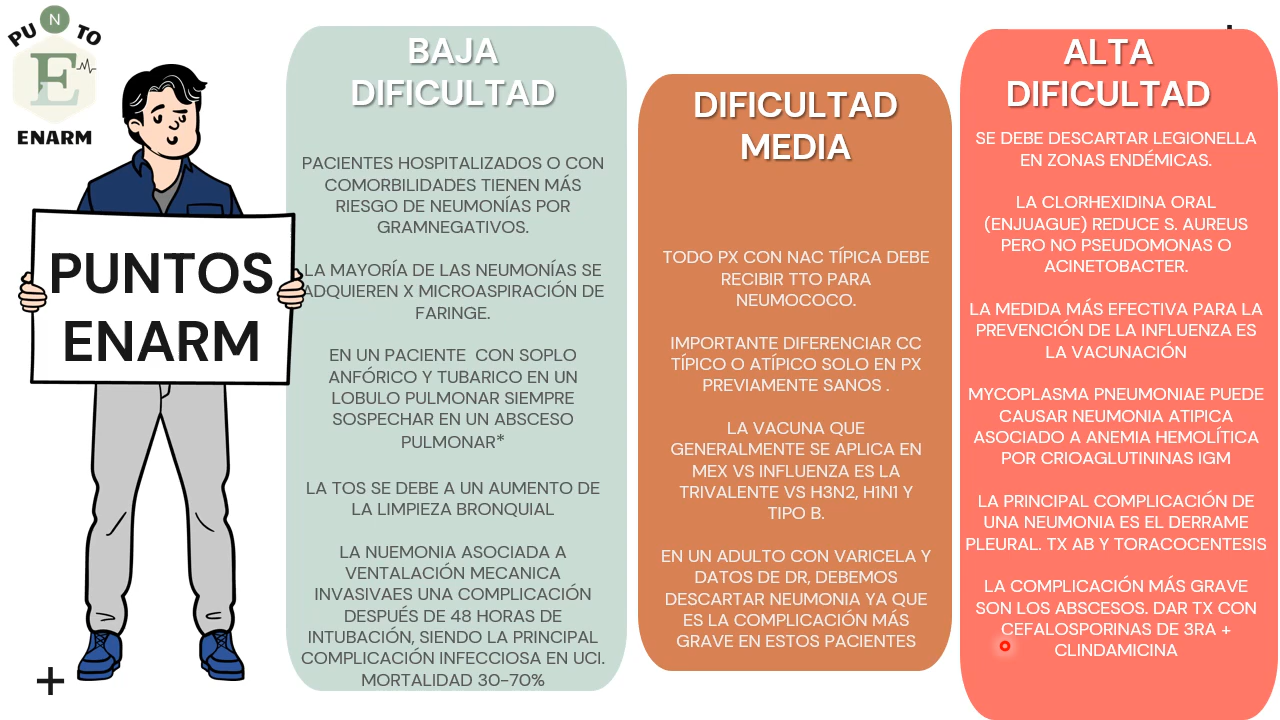 PU N TO
E
ENARM
PUNTOS
ENARM
BAJA
DIFICULTAD
PACIENTES HOSPITALIZADOS O CON
COMORBILIDADES TIENEN MÁS
RIESGO DE NEUMONÍAS POR
GRAMNEGATIVOS.
LA MAYORÍA DE LAS NEUMONÍAS SE
ADQUIEREN X MICROASPIRACIÓN DE
FARINGE.
EN UN PACIENTE CON SOPLO
ANFÓRICO Y TUBARICO EN UN
LOBULO PULMONAR SIEMPRE
SOSPECHAR EN UN ABSCESO
PULMONAR*
LA TOS SE DEBE A UN AUMENTO DE
LA LIMPIEZA BRONQUIAL
LA NUEMONIA ASOCIADA A
VENTALACIÓN MECANICA
INVASIVAES UNA COMPLICACIÓN
DESPUÉS DE 48 HORAS DE
INTUBACIÓN, SIENDO LA PRINCIPAL
COMPLICACIÓN INFECCIOSA EN UCI.
MORTALIDAD 30-70%
DIFICULTAD
MEDIA
TODO PX CON NAC TÍPICA DEBE
RECIBIR TTO PARA
NEUMOCOCO.
IMPORTANTE DIFERENCIAR CC
TÍPICO O ATÍPICO SOLO EN PX
PREVIAMENTE SANOS .
LA VACUNA QUE
GENERALMENTE SE APLICA EN
MEX VS INFLUENZA ES LA
TRIVALENTE VS H3N2, H1N1 Y
TIPO B.
EN UN ADULTO CON VARICELA Y
DATOS DE DR, DEBEMOS
DESCARTAR NEUMONIA YA QUE
ES LA COMPLICACIÓN MÁS
GRAVE EN ESTOS PACIENTES
ALTA
DIFICULTAD
SE DEBE DESCARTAR LEGIONELLA
EN ZONAS ENDÉMICAS.
LA CLORHEXIDINA ORAL
(ENJUAGUE) REDUCE S. AUREUS
PERO NO PSEUDOMONAS O
ACINETOBACTER.
LA MEDIDA MÁS EFECTIVA PARA LA
PREVENCIÓN DE LA INFLUENZA ES
LA VACUNACIÓN
MYCOPLASMA PNEUMONIAE PUEDE
CAUSAR NEUMONIA ATIPICA
ASOCIADO A ANEMIA HEMOLÍTICA
POR CRIOAGLUTININAS IGM
LA PRINCIPAL COMPLICACIÓN DE
UNA NEUMONIA ES EL DERRAME
PLEURAL. TX AB Y TORACOCENTESIS
LA COMPLICACIÓN MÁS GRAVE
SON LOS ABSCESOS. DAR TX CON
CEFALOSPORINAS DE 3RA +
CLINDAMICINA